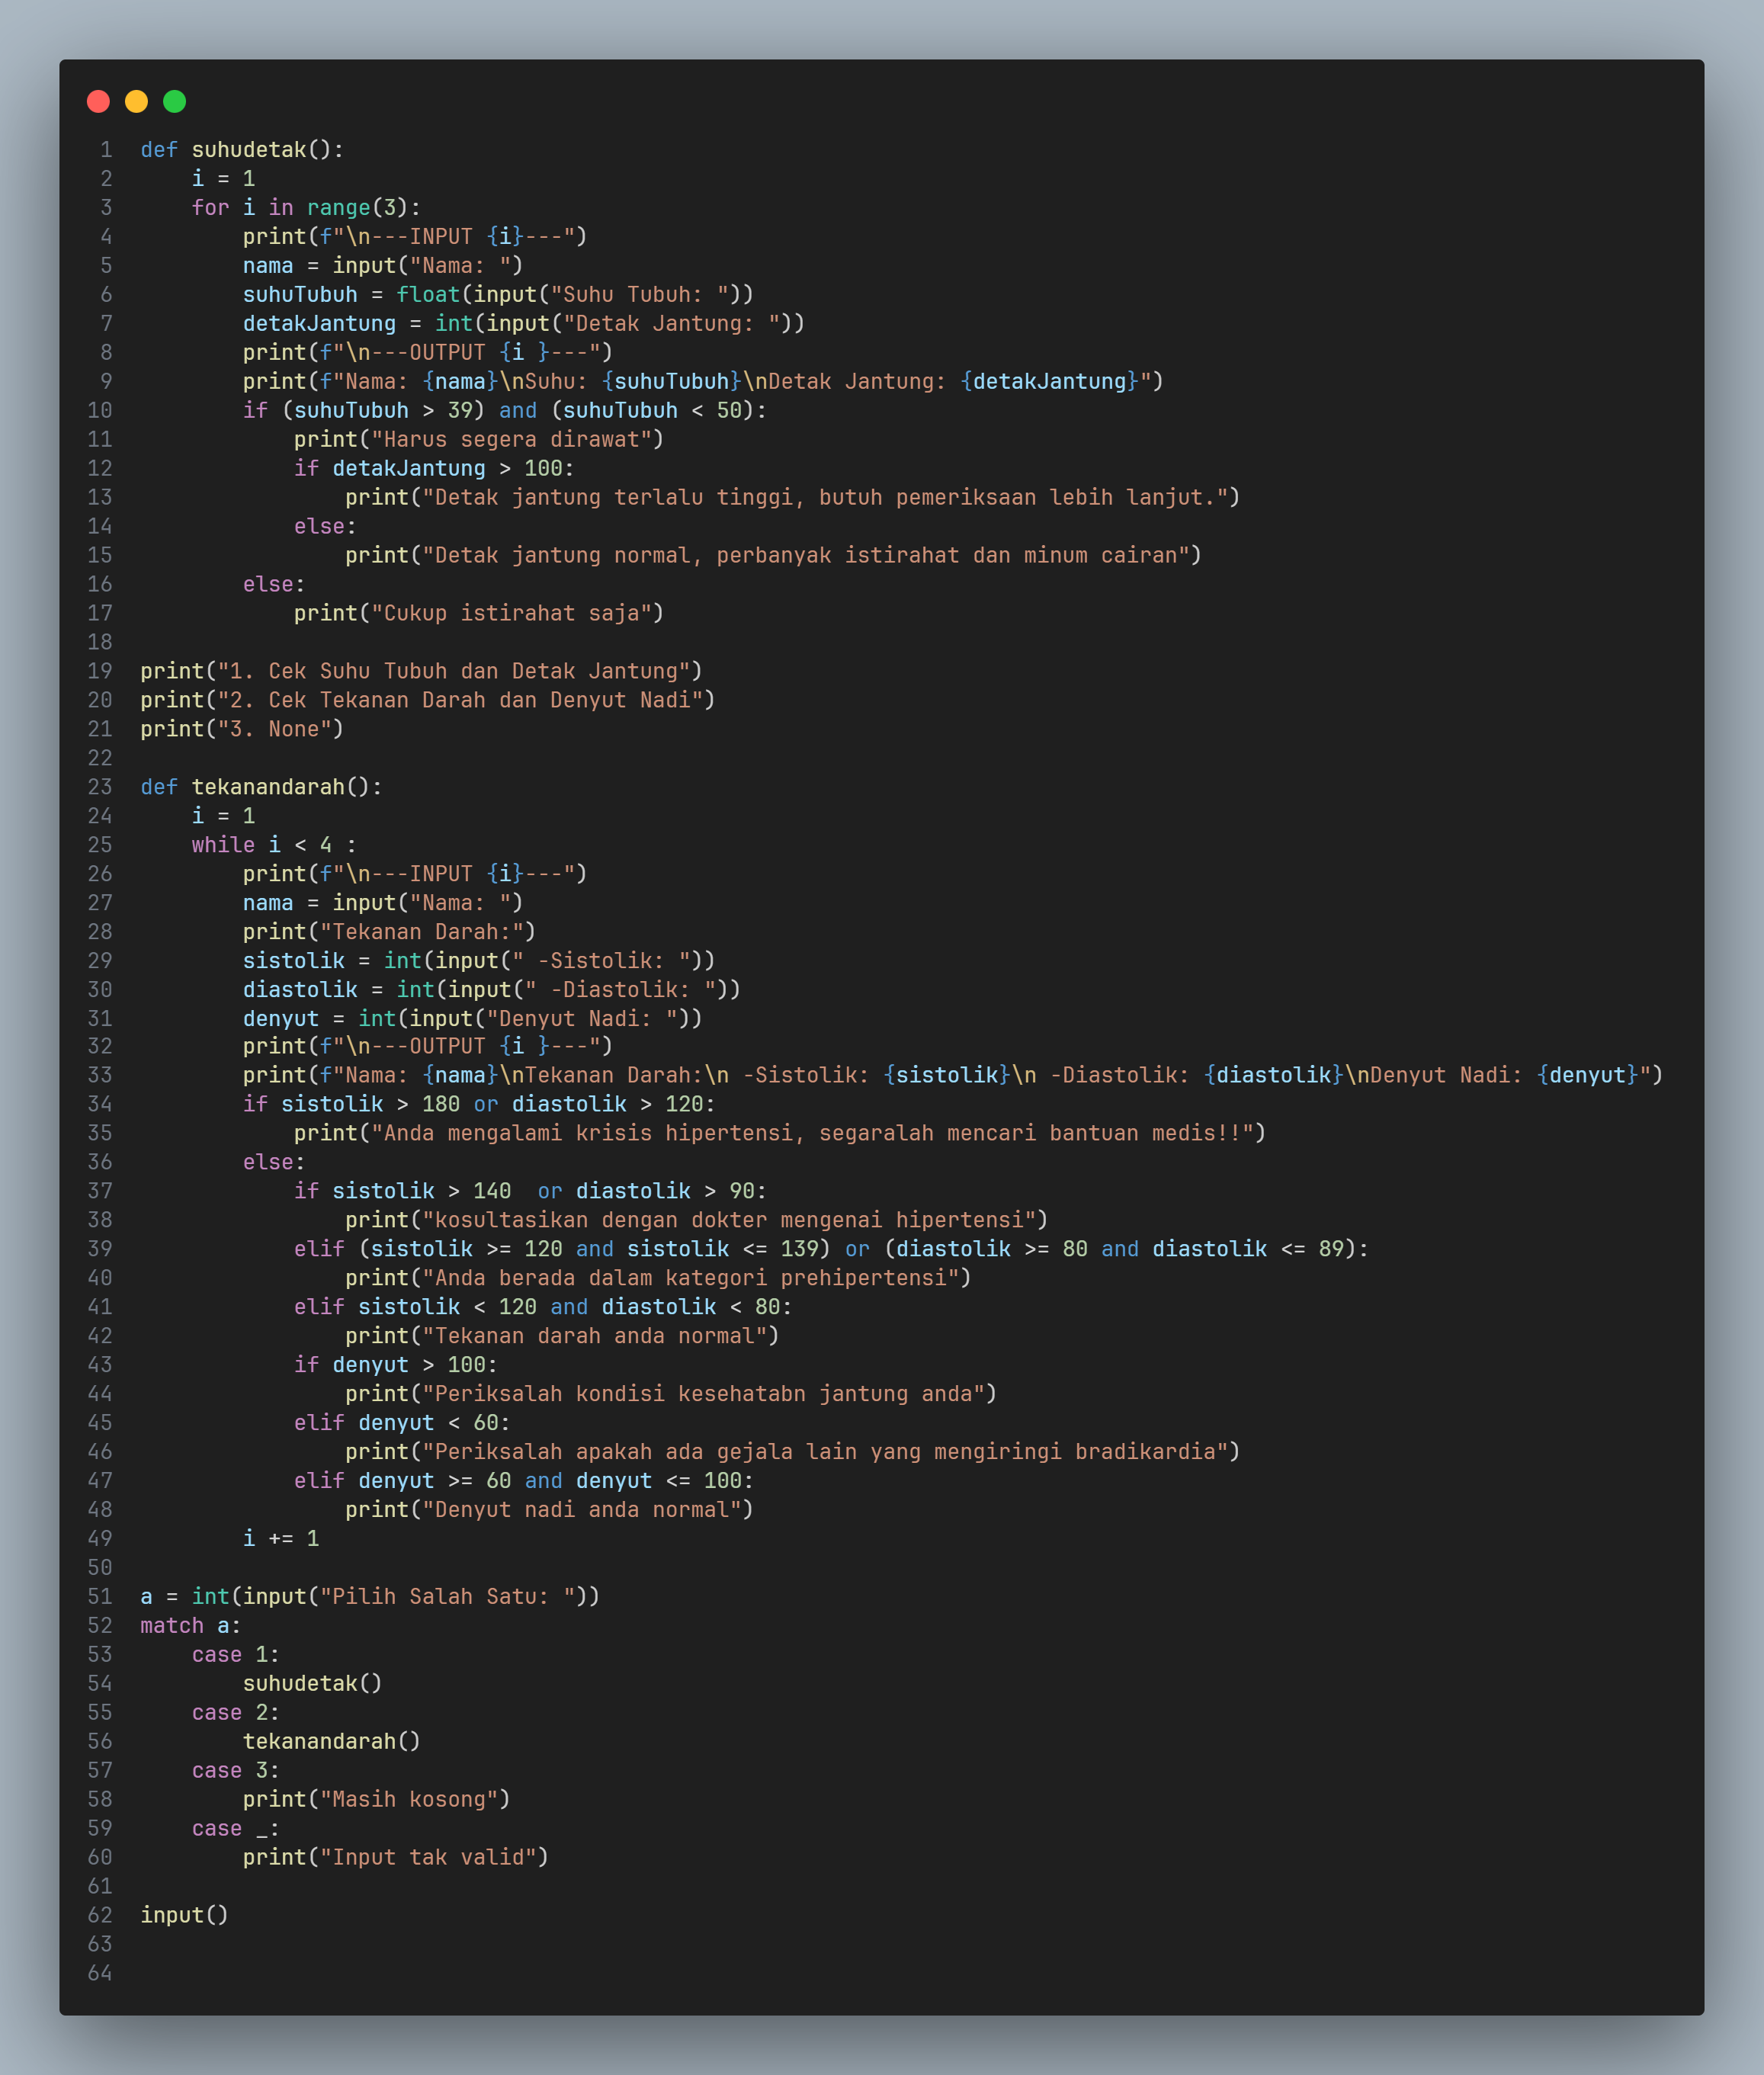 1 def suhudetak():
2     i = 1
3     for i in range(3):
4         print(f"\n---INPUT {i}---")
5         nama = input("Nama: ")
6         suhuTubuh = float(input("Suhu Tubuh: "))
7         detakJantung = int(input("Detak Jantung: "))
8         print(f"\n---OUTPUT {i }---")
9         print(f"Nama: {nama}\nSuhu: {suhuTubuh}\nDetak Jantung: {detakJantung}")
10         if (suhuTubuh > 39) and (suhuTubuh < 50):
11             print("Harus segera dirawat")
12             if detakJantung > 100:
13                 print("Detak jantung terlalu tinggi, butuh pemeriksaan lebih lanjut.")
14             else:
15                 print("Detak jantung normal, perbanyak istirahat dan minum cairan")
16         else:
17             print("Cukup istirahat saja")
18
19 print("1. Cek Suhu Tubuh dan Detak Jantung")
20 print("2. Cek Tekanan Darah dan Denyut Nadi")
21 print("3. None")
22
23 def tekanandarah():
24     i = 1
25     while i < 4 :
26         print(f"\n---INPUT {i}---")
27         nama = input("Nama: ")
28         print("Tekanan Darah:")
29         sistolik = int(input(" -Sistolik: "))
30         diastolik = int(input(" -Diastolik: "))
31         denyut = int(input("Denyut Nadi: "))
32         print(f"\n---OUTPUT {i }---")
33         print(f"Nama: {nama}\nTekanan Darah:\n -Sistolik: {sistolik}\n -Diastolik: {diastolik}\nDenyut Nadi: {denyut}")
34         if sistolik > 180 or diastolik > 120:
35             print("Anda mengalami krisis hipertensi, segaralah mencari bantuan medis!!")
36         else:
37             if sistolik > 140  or diastolik > 90:
38                 print("kosultasikan dengan dokter mengenai hipertensi")
39             elif (sistolik >= 120 and sistolik <= 139) or (diastolik >= 80 and diastolik <= 89):
40                 print("Anda berada dalam kategori prehipertensi")
41             elif sistolik < 120 and diastolik < 80:
42                 print("Tekanan darah anda normal")
43             if denyut > 100:
44                 print("Periksalah kondisi kesehatabn jantung anda")
45             elif denyut < 60:
46                 print("Periksalah apakah ada gejala lain yang mengiringi bradikardia")
47             elif denyut >= 60 and denyut <= 100:
48                 print("Denyut nadi anda normal")
49         i += 1
50
51 a = int(input("Pilih Salah Satu: "))
52 match a:
53     case 1:
54         suhudetak()
55     case 2:
56         tekanandarah()
57     case 3:
58         print("Masih kosong")
59     case _:
60         print("Input tak valid")
61
62 input()
63
64